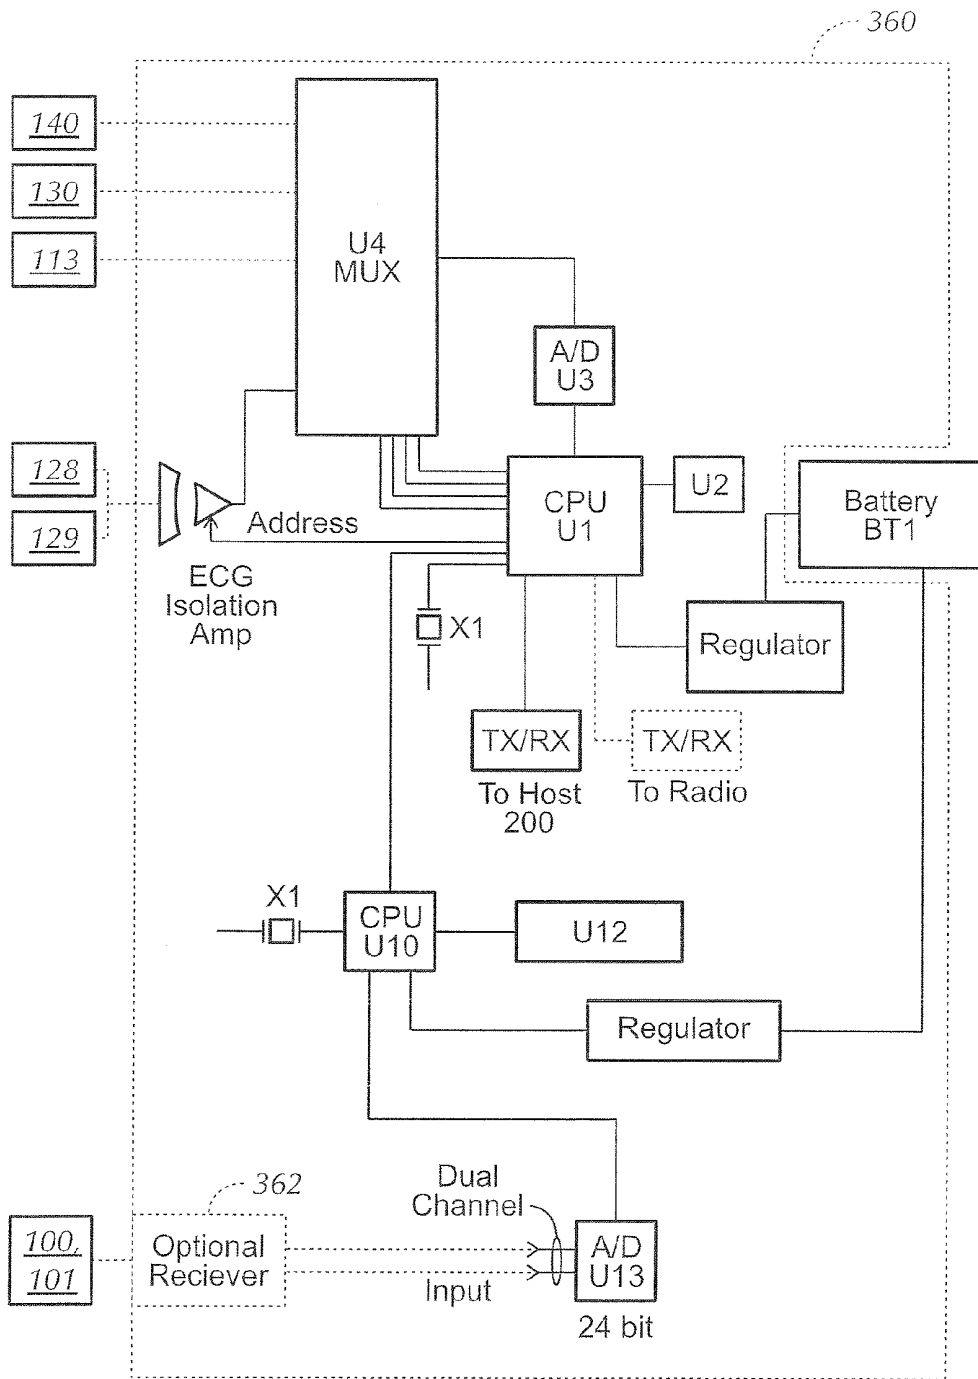 360
140
130
113
U4
MUX
A/D
U3
128
129
Address
CPU
U1
U2
Battery
BT1
ECG
Isolation
Amp
X1
Regulator
TX/RX
TX/RX
To Host
200
To Radio
X1
CPU
U10
U12
Regulator
362
Dual
Channel
100,
101
Optional
Reciever
A/D
U13
Input
24 bit